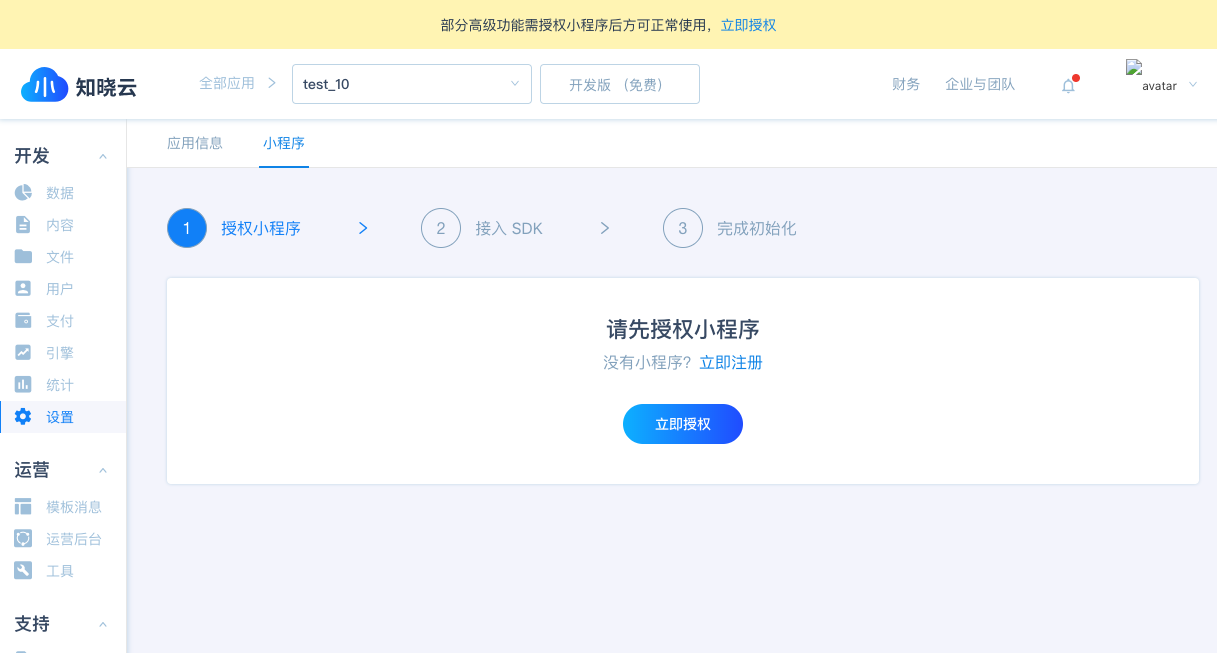 部分高级功能需授权小程序后方可正常使用，立即授权
知晓云
全部应用
test_10
开发版 （免费）
财务
企业与团队
avatar
应用信息
小程序
开发
数据
内容
文件
用户
支付
引擎
统计
设置
运营
模板消息
运营后台
工具
支持
1 授权小程序
2 接入 SDK
3 完成初始化
请先授权小程序
没有小程序? 立即注册
立即授权